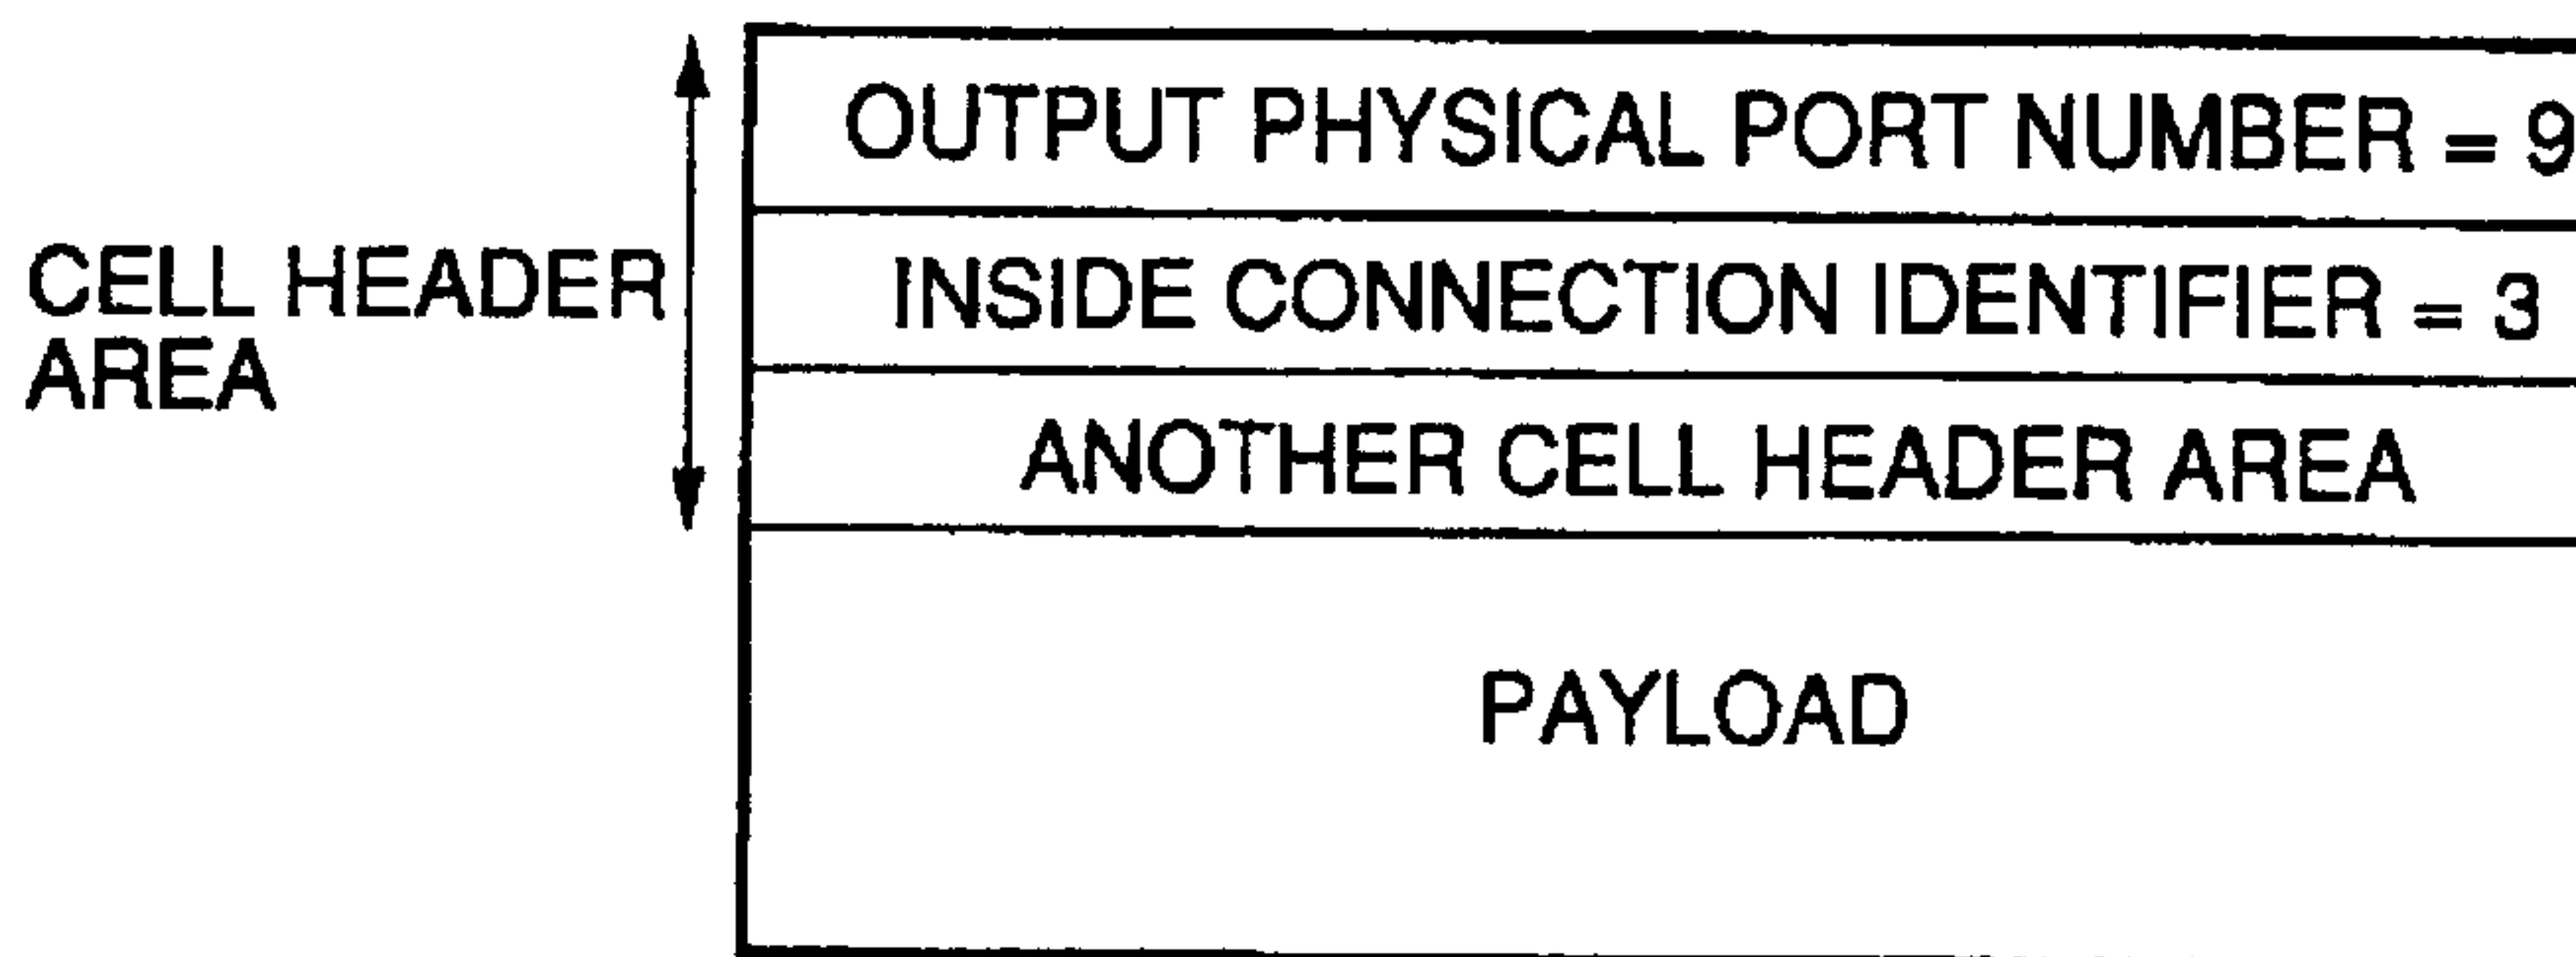 OUTPUT PHYSICAL PORT NUMBER = 9
INSIDE CONNECTION IDENTIFIER = 3
CELL HEADER
AREA
ANOTHER CELL HEADER AREA
PAYLOAD